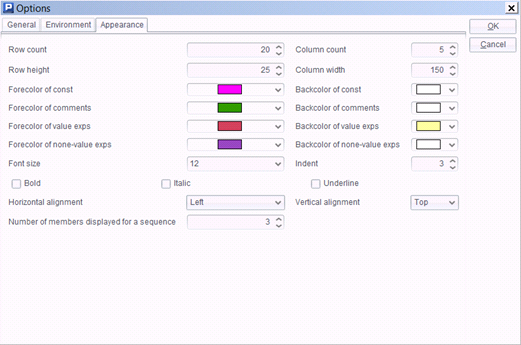 Options
General Environment Appearance
OK
Cancel
Row count 20 Column count 5
Row height 25 Column width 150
Forecolor of const Backcolor of const
Forecolor of comments Backcolor of comments
Forecolor of value exps Backcolor of value exps
Forecolor of none-value exps Backcolor of none-value exps
Font size 12 Indent 3
Bold Italic Underline
Horizontal alignment Left Vertical alignment Top
Number of members displayed for a sequence 3